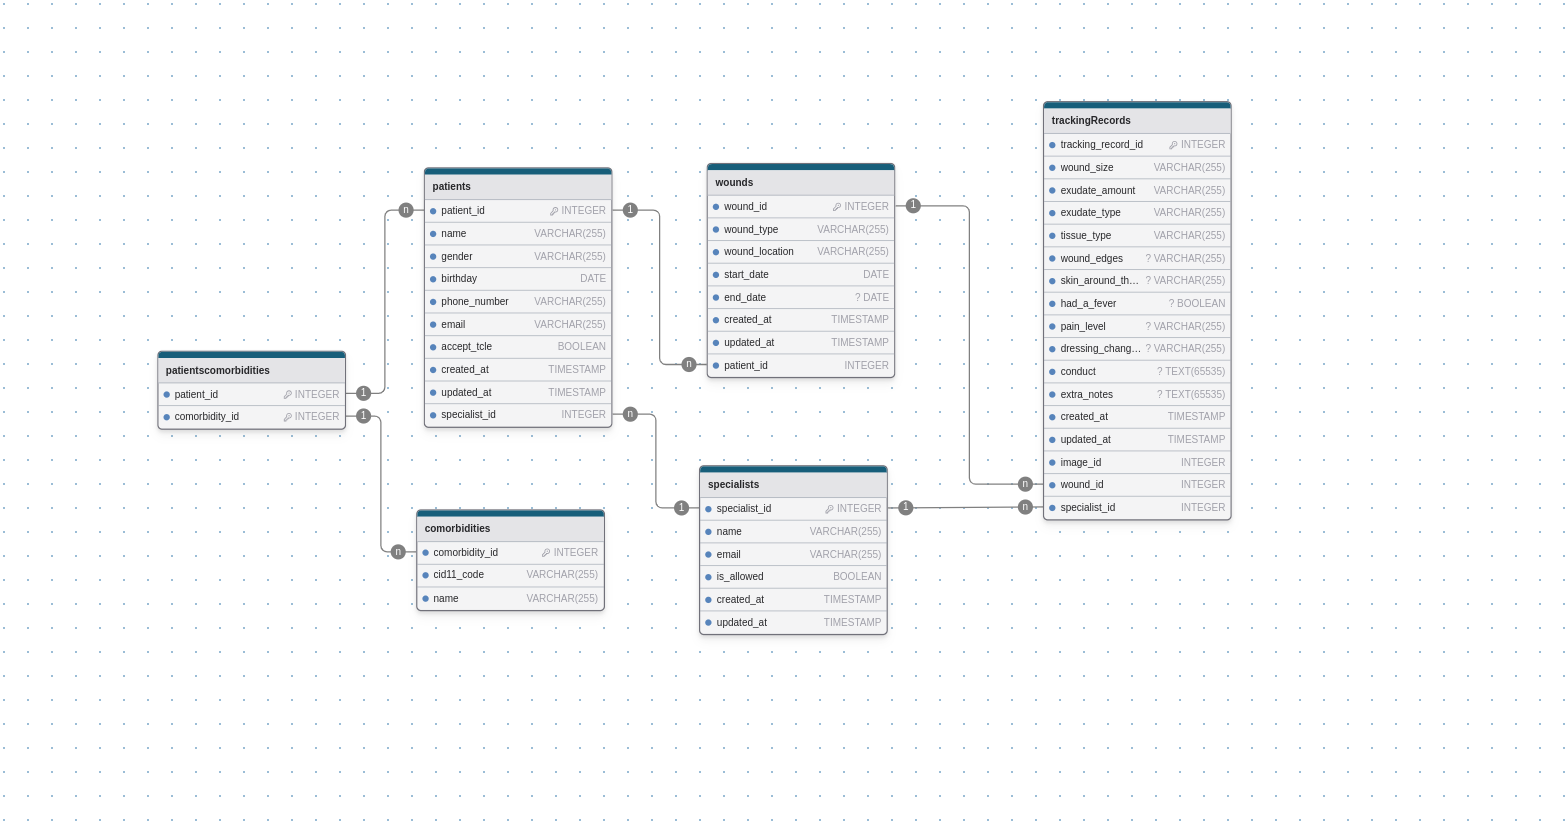 patientscomorbidities
patient_id INTEGER
comorbidity_id INTEGER
patients
patient_id INTEGER
name VARCHAR(255)
gender VARCHAR(255)
birthday DATE
phone_number VARCHAR(255)
email VARCHAR(255)
accept_tcle BOOLEAN
created_at TIMESTAMP
updated_at TIMESTAMP
specialist_id INTEGER
comorbidities
comorbidity_id INTEGER
cid11_code VARCHAR(255)
name VARCHAR(255)
wounds
wound_id INTEGER
wound_type VARCHAR(255)
wound_location VARCHAR(255)
start_date DATE
end_date ? DATE
created_at TIMESTAMP
updated_at TIMESTAMP
patient_id INTEGER
specialists
specialist_id INTEGER
name VARCHAR(255)
email VARCHAR(255)
is_allowed BOOLEAN
created_at TIMESTAMP
updated_at TIMESTAMP
trackingRecords
tracking_record_id INTEGER
wound_size VARCHAR(255)
exudate_amount VARCHAR(255)
exudate_type VARCHAR(255)
tissue_type VARCHAR(255)
wound_edges ? VARCHAR(255)
skin_around_th... ? VARCHAR(255)
had_a_fever ? BOOLEAN
pain_level ? VARCHAR(255)
dressing_chang... ? VARCHAR(255)
conduct ? TEXT(65535)
extra_notes ? TEXT(65535)
created_at TIMESTAMP
updated_at TIMESTAMP
image_id INTEGER
wound_id INTEGER
specialist_id INTEGER
1
n
1
n
1
n
n
1
1
n
1
n